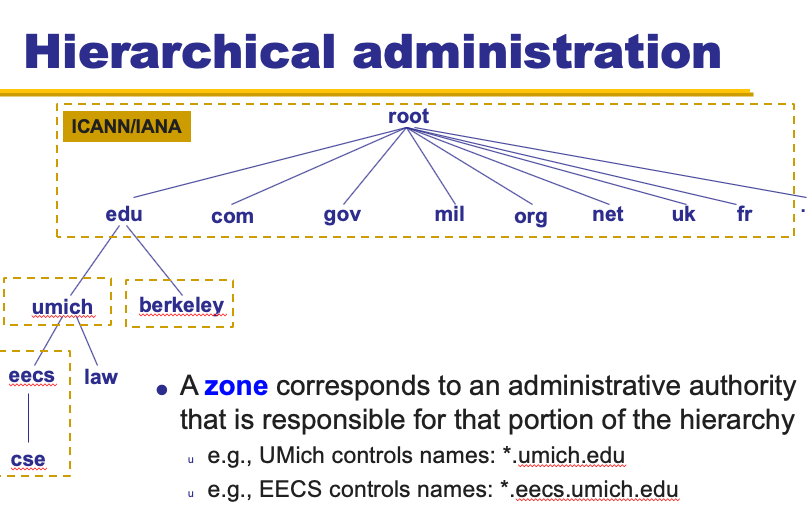 Hierarchical administration
ICANN/IANA
root
edu com gov mil org net uk fr .
umich berkeley
eecs law
cse
• A zone corresponds to an administrative authority
that is responsible for that portion of the hierarchy
u e.g., UMich controls names: *.umich.edu
u e.g., EECS controls names: *.eecs.umich.edu